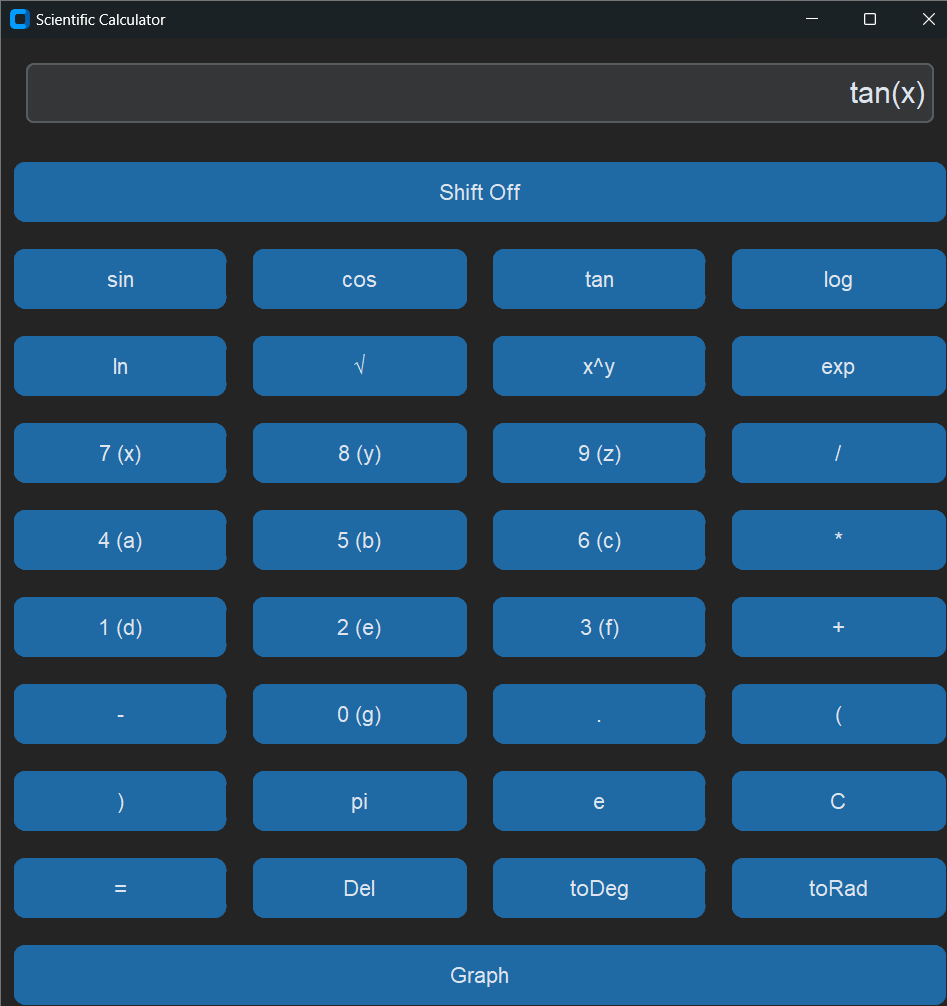 Scientific Calculator
tan(x)
Shift Off
sin cos tan log
ln √ x^y exp
7 (x) 8 (y) 9 (z) /
4 (a) 5 (b) 6 (c) *
1 (d) 2 (e) 3 (f) +
- 0 (g) . (
) pi e C
= Del toDeg toRad
Graph